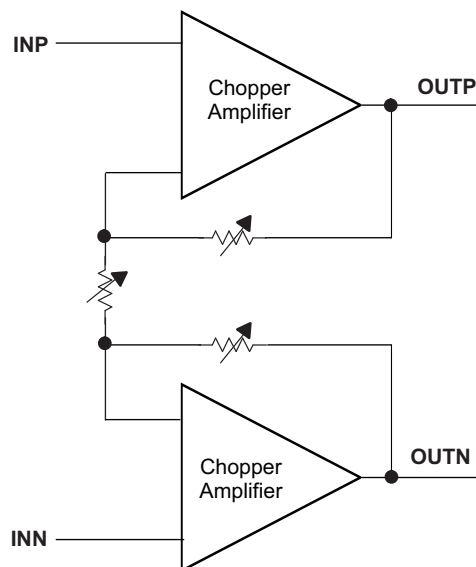 INP
Chopper
Amplifier
OUTP
Chopper
Amplifier
OUTN
INN